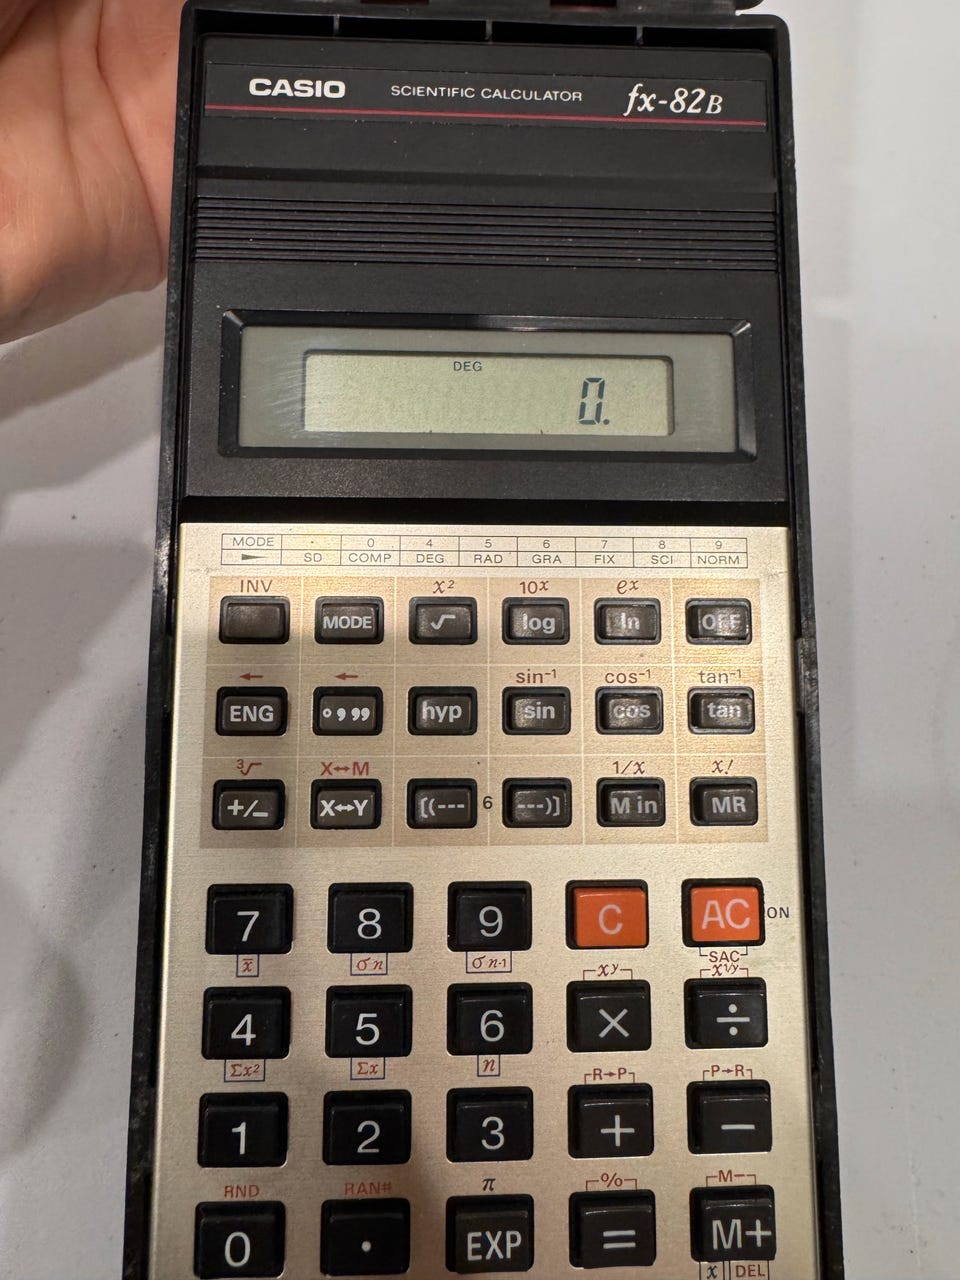 CASIO SCIENTIFIC CALCULATOR fx-82B
DEG
0.
MODE · 0 4 5 6 7 8 9
SD COMP DEG RAD GRA FIX SCI NORM
INV x² 10ˣ eˣ
MODE √ log ln OFF
← ← sin⁻¹ cos⁻¹ tan⁻¹
ENG ° ’ ’’ hyp sin cos tan
³√ X↔M 1/x x!
+/− X↔Y [(--- 6 ---)] M in MR
7 8 9 C AC ON
x̄ σn σn-1 SAC
xʸ x¹/ʸ
4 5 6 × ÷
Σx² Σx n R→P P→R
1 2 3 + −
RND RAN# π % M−
0 · EXP = M+
x DEL